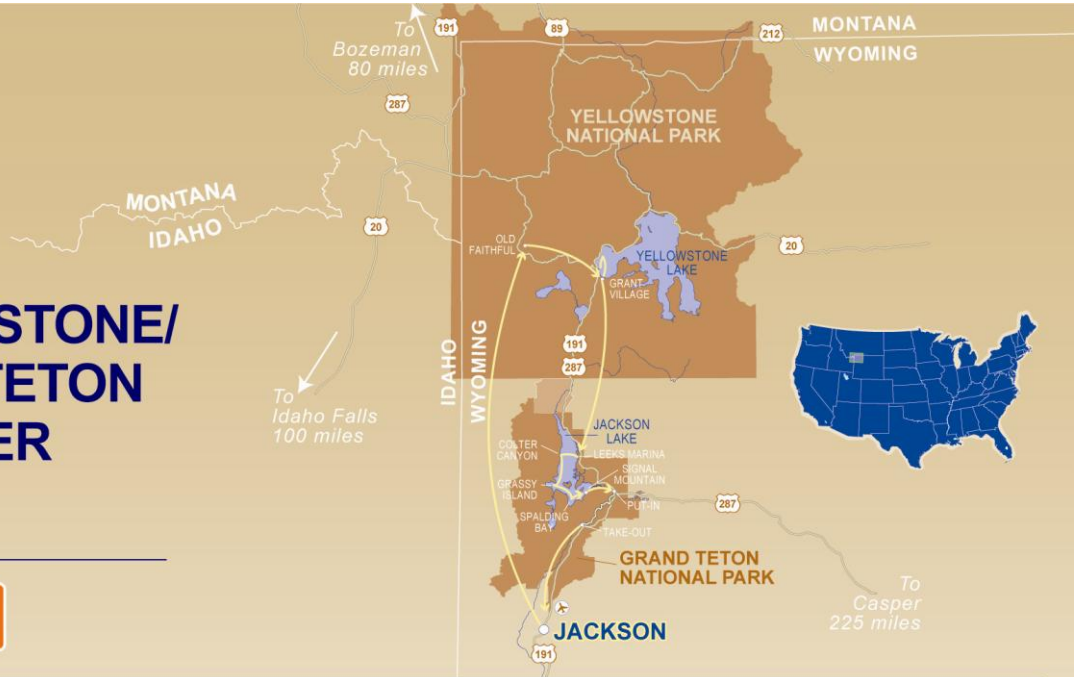 To
Bozeman
80 miles
191
89
212
MONTANA
WYOMING
287
YELLOWSTONE
NATIONAL PARK
MONTANA
IDAHO
20
OLD
FAITHFUL
YELLOWSTONE
LAKE
20
GRANT
VILLAGE
STONE/
TETON
ER
IDAHO
WYOMING
191
287
To
Idaho Falls
100 miles
JACKSON
LAKE
COLTER
CANYON
LEEKS MARINA
SIGNAL
MOUNTAIN
GRASSY
ISLAND
PUT-IN
287
SPALDING
BAY
TAKE-OUT
GRAND TETON
NATIONAL PARK
To
Casper
225 miles
JACKSON
191